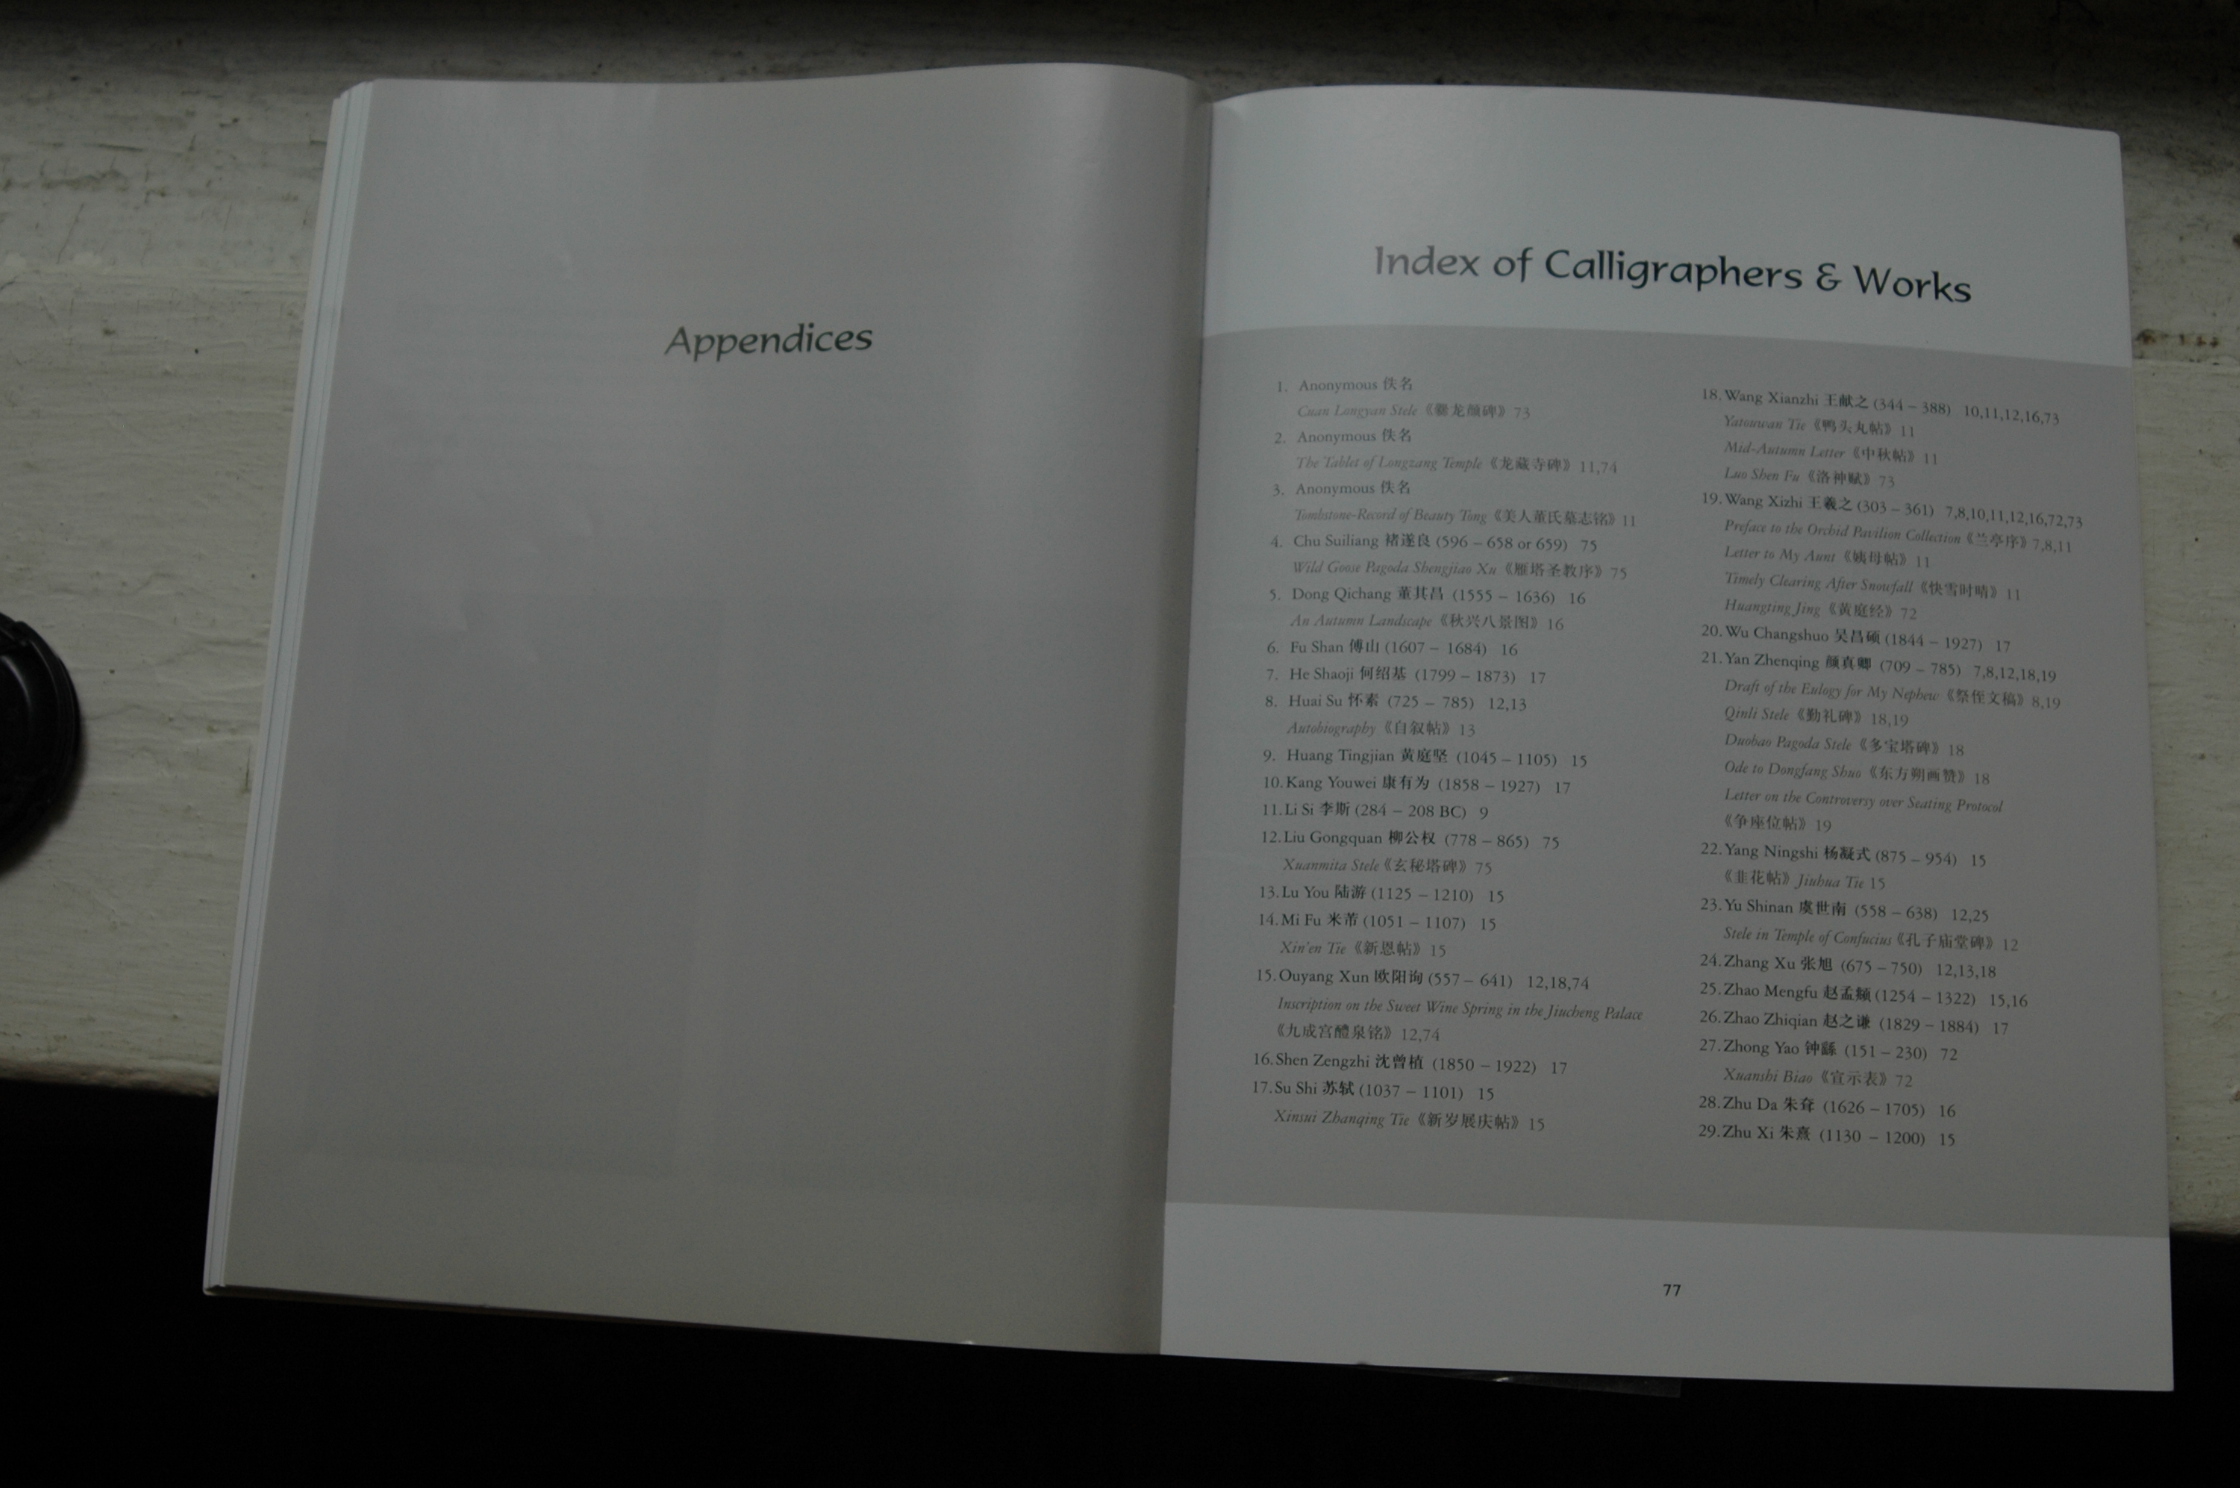 Appendices
Index of Calligraphers & Works
1. Anonymous 佚名
Cuan Longyan Stele《爨龙颜碑》73
2. Anonymous 佚名
The Tablet of Longzang Temple《龙藏寺碑》11,74
3. Anonymous 佚名
Tombstone-Record of Beauty Tong《美人董氏墓志铭》11
4. Chu Suiliang 褚遂良 (596 – 658 or 659) 75
Wild Goose Pagoda Shengjiao Xu《雁塔圣教序》75
5. Dong Qichang 董其昌 (1555 – 1636) 16
An Autumn Landscape《秋兴八景图》16
6. Fu Shan 傅山 (1607 – 1684) 16
7. He Shaoji 何绍基 (1799 – 1873) 17
8. Huai Su 怀素 (725 – 785) 12,13
Autobiography《自叙帖》13
9. Huang Tingjian 黄庭坚 (1045 – 1105) 15
10. Kang Youwei 康有为 (1858 – 1927) 17
11. Li Si 李斯 (284 – 208 BC) 9
12. Liu Gongquan 柳公权 (778 – 865) 75
Xuanmita Stele《玄秘塔碑》75
13. Lu You 陆游 (1125 – 1210) 15
14. Mi Fu 米芾 (1051 – 1107) 15
Xin'en Tie《新恩帖》15
15. Ouyang Xun 欧阳询 (557 – 641) 12,18,74
Inscription on the Sweet Wine Spring in the Jiucheng Palace
《九成宫醴泉铭》12,74
16. Shen Zengzhi 沈曾植 (1850 – 1922) 17
17. Su Shi 苏轼 (1037 – 1101) 15
Xinsui Zhanqing Tie《新岁展庆帖》15
18. Wang Xianzhi 王献之 (344 – 388) 10,11,12,16,73
Yatouwan Tie《鸭头丸帖》11
Mid-Autumn Letter《中秋帖》11
Luo Shen Fu《洛神赋》73
19. Wang Xizhi 王羲之 (303 – 361) 7,8,10,11,12,16,72,73
Preface to the Orchid Pavilion Collection《兰亭序》7,8,11
Letter to My Aunt《姨母帖》11
Timely Clearing After Snowfall《快雪时晴》11
Huangting Jing《黄庭经》72
20. Wu Changshuo 吴昌硕 (1844 – 1927) 17
21. Yan Zhenqing 颜真卿 (709 – 785) 7,8,12,18,19
Draft of the Eulogy for My Nephew《祭侄文稿》8,19
Qinli Stele《勤礼碑》18,19
Duobao Pagoda Stele《多宝塔碑》18
Ode to Dongfang Shuo《东方朔画赞》18
Letter on the Controversy over Seating Protocol
《争座位帖》19
22. Yang Ningshi 杨凝式 (875 – 954) 15
《韭花帖》Jiuhua Tie 15
23. Yu Shinan 虞世南 (558 – 638) 12,25
Stele in Temple of Confucius《孔子庙堂碑》12
24. Zhang Xu 张旭 (675 – 750) 12,13,18
25. Zhao Mengfu 赵孟頫 (1254 – 1322) 15,16
26. Zhao Zhiqian 赵之谦 (1829 – 1884) 17
27. Zhong Yao 钟繇 (151 – 230) 72
Xuanshi Biao《宣示表》72
28. Zhu Da 朱耷 (1626 – 1705) 16
29. Zhu Xi 朱熹 (1130 – 1200) 15
77